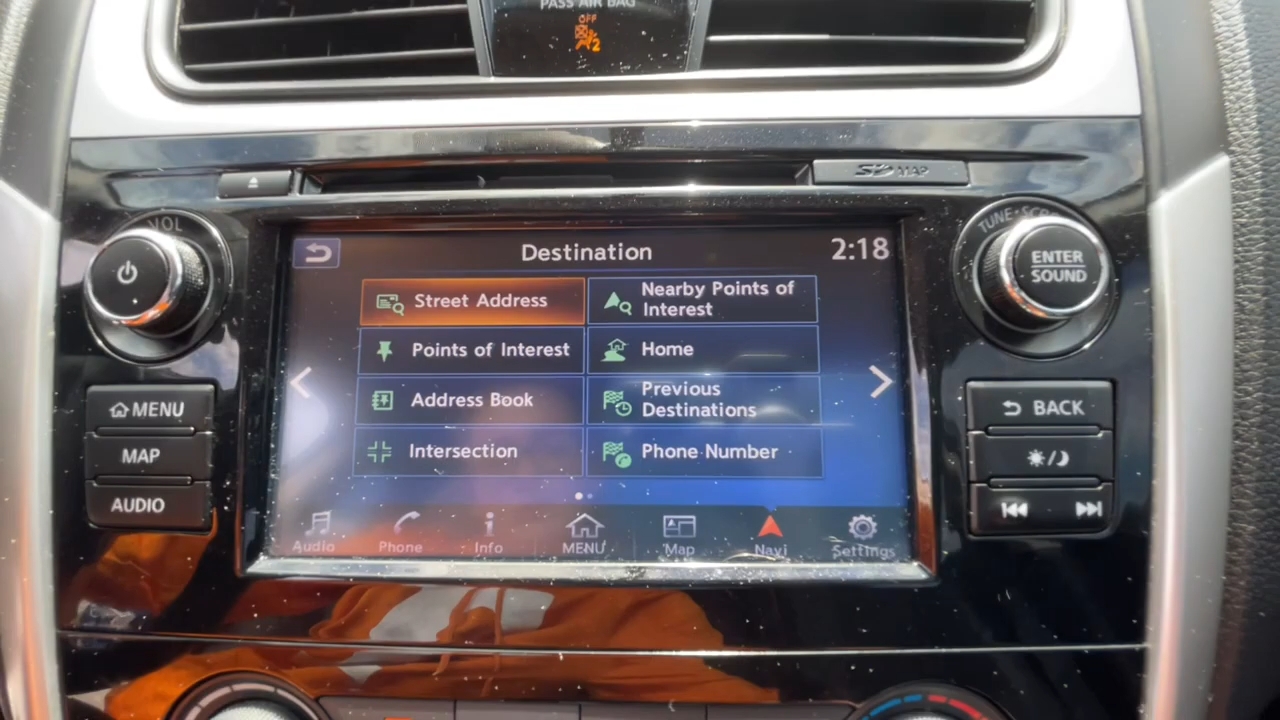 PASS AIR BAG
OFF
2
SD MAP
VOL
Destination
2:18
ENTER
SOUND
Street Address
Nearby Points of
Interest
Points of Interest
Home
Address Book
Previous
Destinations
Intersection
Phone Number
MENU
MAP
AUDIO
BACK
Audio
Phone
Info
MENU
Map
Navi
Settings